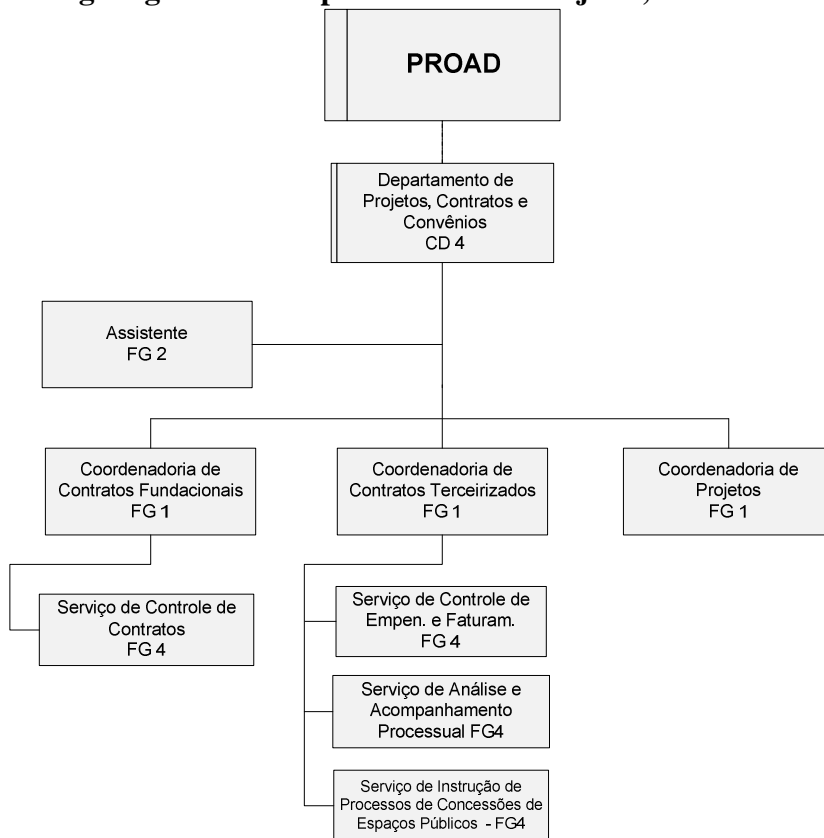 PROAD
Departamento de
Projetos, Contratos e
Convênios
CD 4
Assistente
FG 2
Coordenadoria de
Contratos Fundacionais
FG 1
Coordenadoria de
Contratos Terceirizados
FG 1
Coordenadoria de
Projetos
FG 1
Serviço de Controle de
Contratos
FG 4
Serviço de Controle de
Empen. e Faturam.
FG 4
Serviço de Análise e
Acompanhamento
Processual FG4
Serviço de Instrução de
Processos de Concessões de
Espaços Públicos - FG4